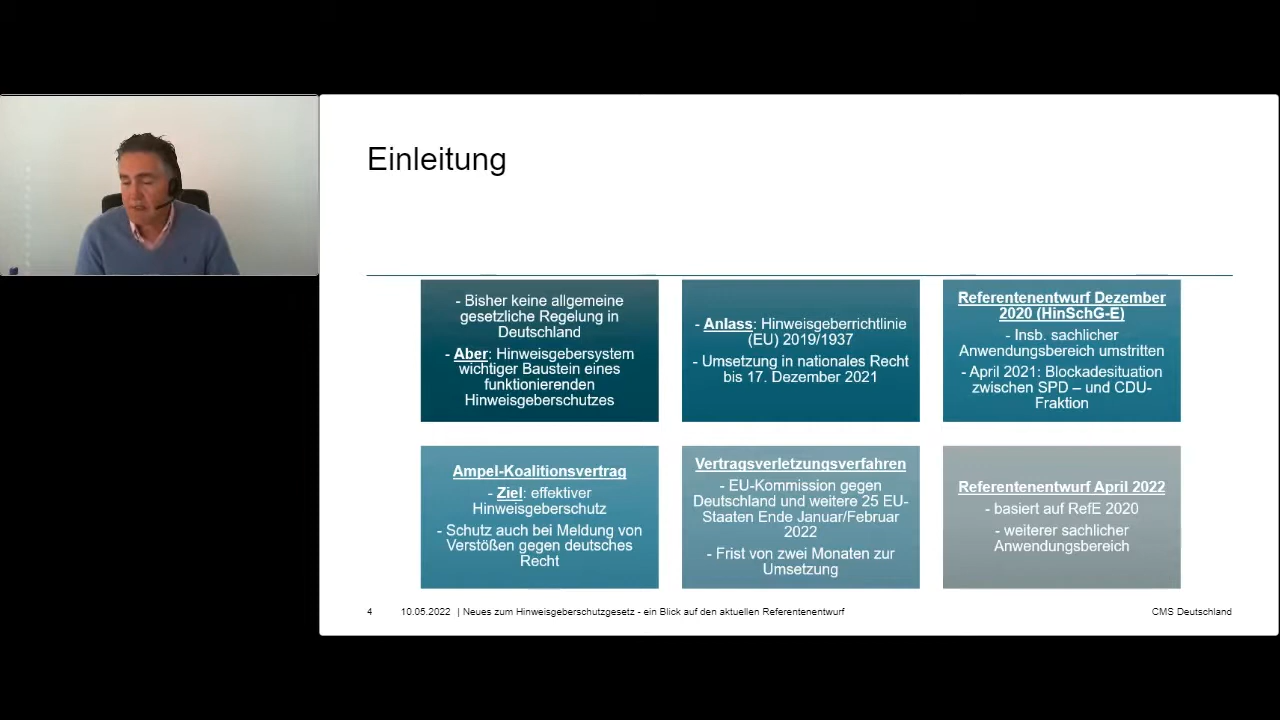 Einleitung
- Bisher keine allgemeine
gesetzliche Regelung in
Deutschland
- Aber: Hinweisgebersystem
wichtiger Baustein eines
funktionierenden
Hinweisgeberschutzes
- Anlass: Hinweisgeberrichtlinie
(EU) 2019/1937
- Umsetzung in nationales Recht
bis 17. Dezember 2021
Referentenentwurf Dezember
2020 (HinSchG-E)
- Insb. sachlicher
Anwendungsbereich umstritten
- April 2021: Blockadesituation
zwischen SPD – und CDU-
Fraktion
Ampel-Koalitionsvertrag
- Ziel: effektiver
Hinweisgeberschutz
- Schutz auch bei Meldung von
Verstößen gegen deutsches
Recht
Vertragsverletzungsverfahren
- EU-Kommission gegen
Deutschland und weitere 25 EU-
Staaten Ende Januar/Februar
2022
- Frist von zwei Monaten zur
Umsetzung
Referentenentwurf April 2022
- basiert auf RefE 2020
- weiterer sachlicher
Anwendungsbereich
4 10.05.2022 | Neues zum Hinweisgeberschutzgesetz - ein Blick auf den aktuellen Referentenentwurf CMS Deutschland